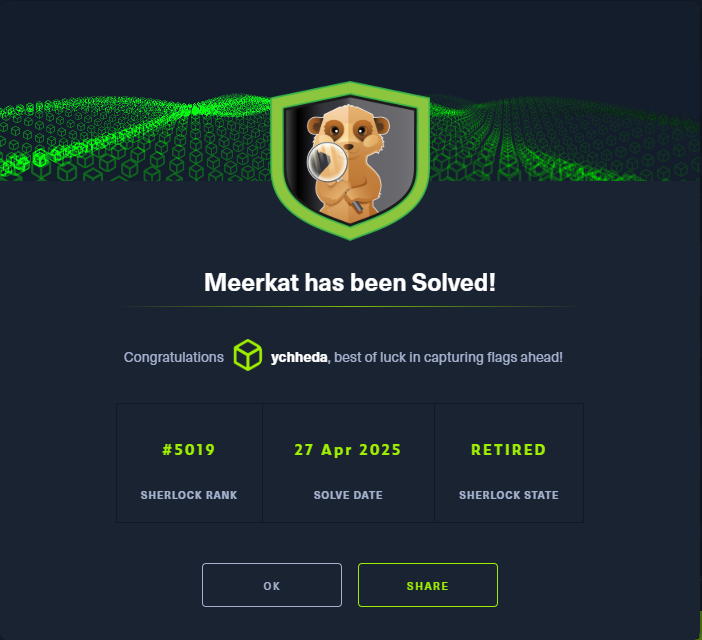 Meerkat has been Solved!
Congratulations ychheda, best of luck in capturing flags ahead!
#5019 27 Apr 2025 RETIRED
SHERLOCK RANK SOLVE DATE SHERLOCK STATE
OK SHARE